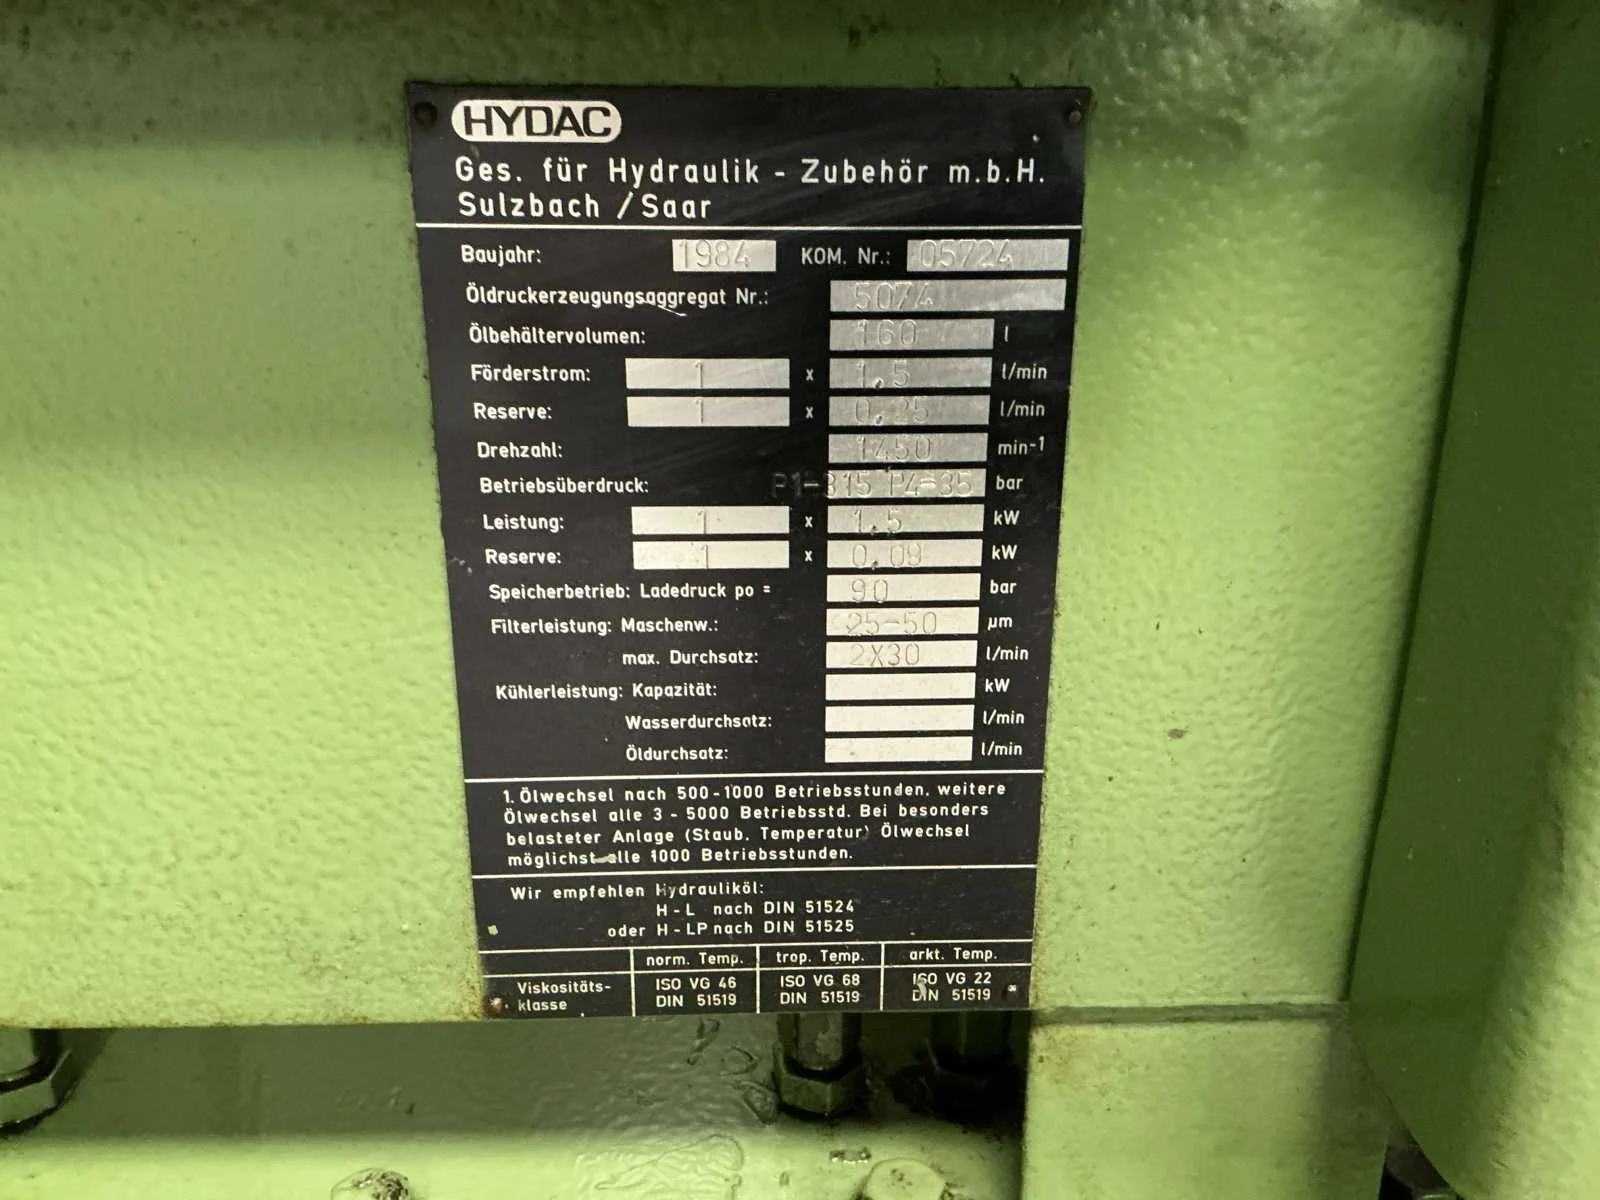 HYDAC
Ges. für Hydraulik - Zubehör m.b.H.
Sulzbach / Saar
Baujahr: 1984 KOM. Nr.: 05724
Öldruckerzeugungsaggregat Nr.: 5074
Ölbehältervolumen: 160 l
Förderstrom: 1 x 1,5 l/min
Reserve: 1 x 0,25 l/min
Drehzahl: 1450 min-1
Betriebsüberdruck: P1-315 P4-35 bar
Leistung: 1 x 1,5 kW
Reserve: 1 x 0,09 kW
Speicherbetrieb: Ladedruck po = 90 bar
Filterleistung: Maschenw.: 25-50 µm
max. Durchsatz: 2X30 l/min
Kühlerleistung: Kapazität: kW
Wasserdurchsatz: l/min
Öldurchsatz: l/min
1. Ölwechsel nach 500-1000 Betriebsstunden, weitere
Ölwechsel alle 3 - 5000 Betriebsstd. Bei besonders
belasteter Anlage (Staub, Temperatur) Ölwechsel
möglichst alle 1000 Betriebsstunden.
Wir empfehlen Hydrauliköl:
H-L nach DIN 51524
oder H-LP nach DIN 51525
norm. Temp. trop. Temp. arkt. Temp.
Viskositäts- ISO VG 46 ISO VG 68 ISO VG 22
klasse DIN 51519 DIN 51519 DIN 51519